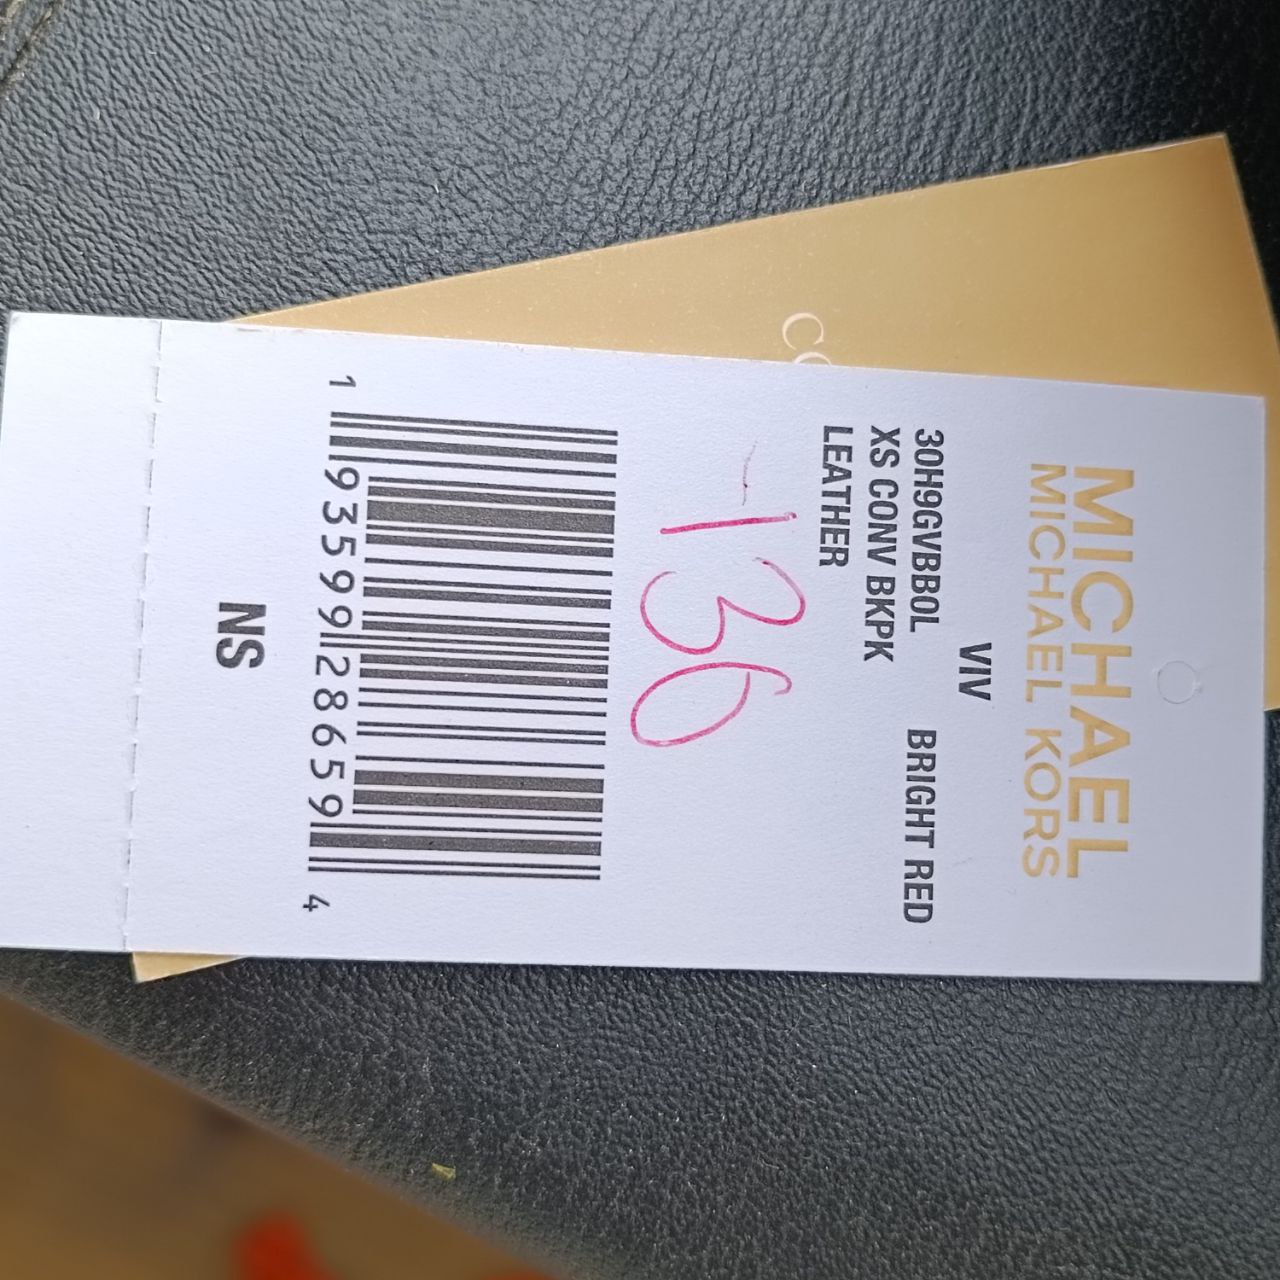 MICHAEL
MICHAEL KORS
VIV
30H9GVBB0L BRIGHT RED
XS CONV BKPK
LEATHER
-136
1 93599 28659 4
NS